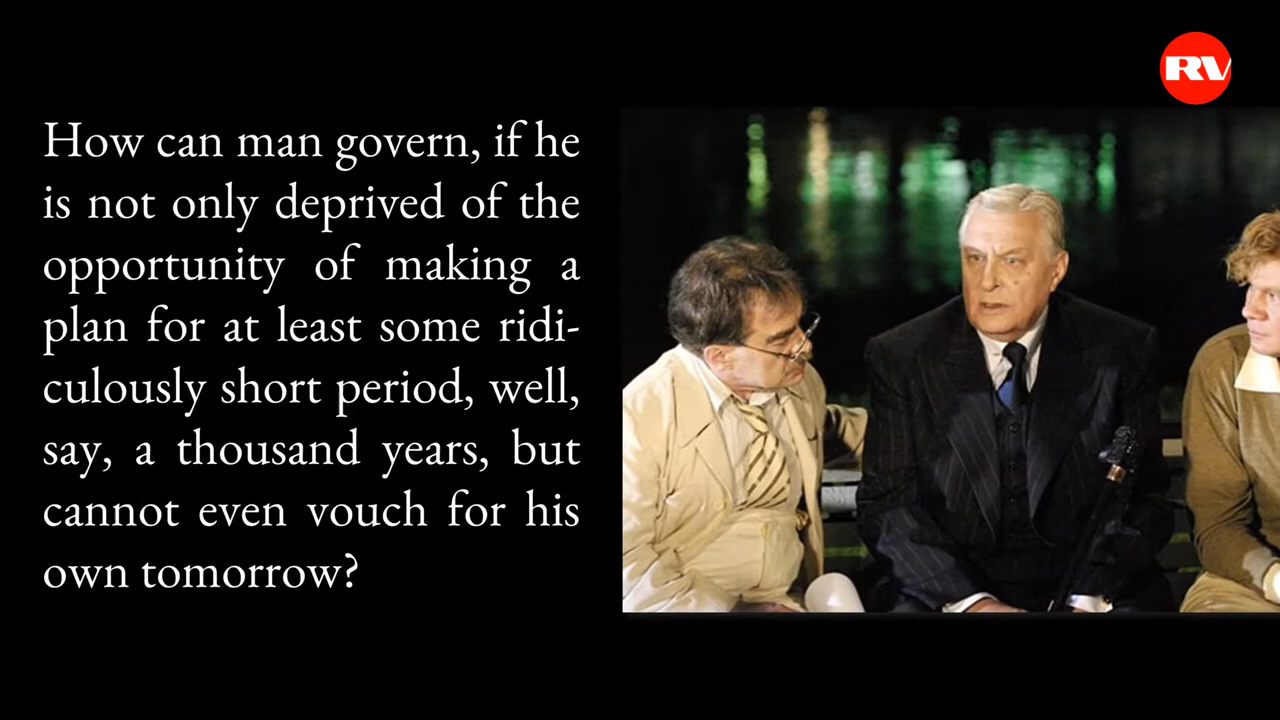 How can man govern, if he
is not only deprived of the
opportunity of making a
plan for at least some ridi-
culously short period, well,
say, a thousand years, but
cannot even vouch for his
own tomorrow?
RV